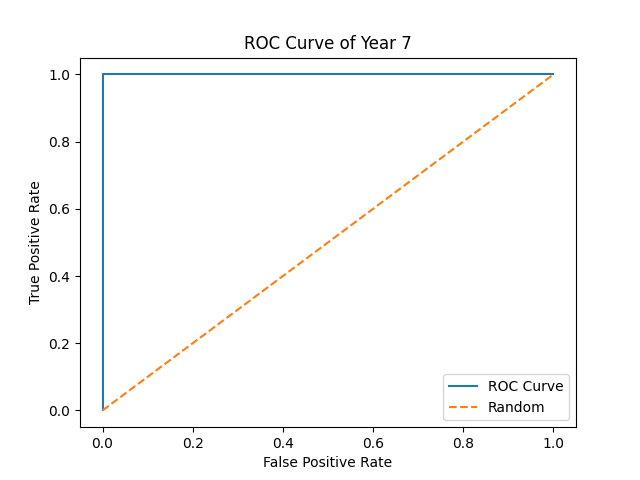 ROC Curve of Year 7
True Positive Rate
1.0
0.8
0.6
0.4
0.2
0.0
ROC Curve
Random
0.0 0.2 0.4 0.6 0.8 1.0
False Positive Rate